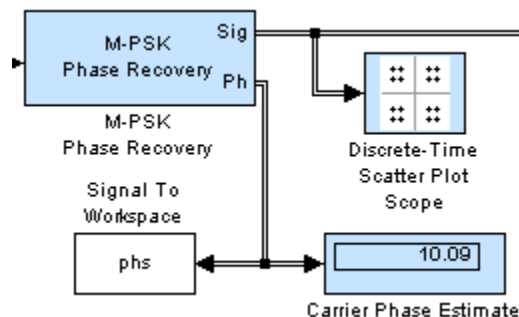 M-PSK
Phase Recovery
Sig
Ph
M-PSK
Phase Recovery
Discrete-Time
Scatter Plot
Scope
Signal To
Workspace
phs
10.09
Carrier Phase Estimate